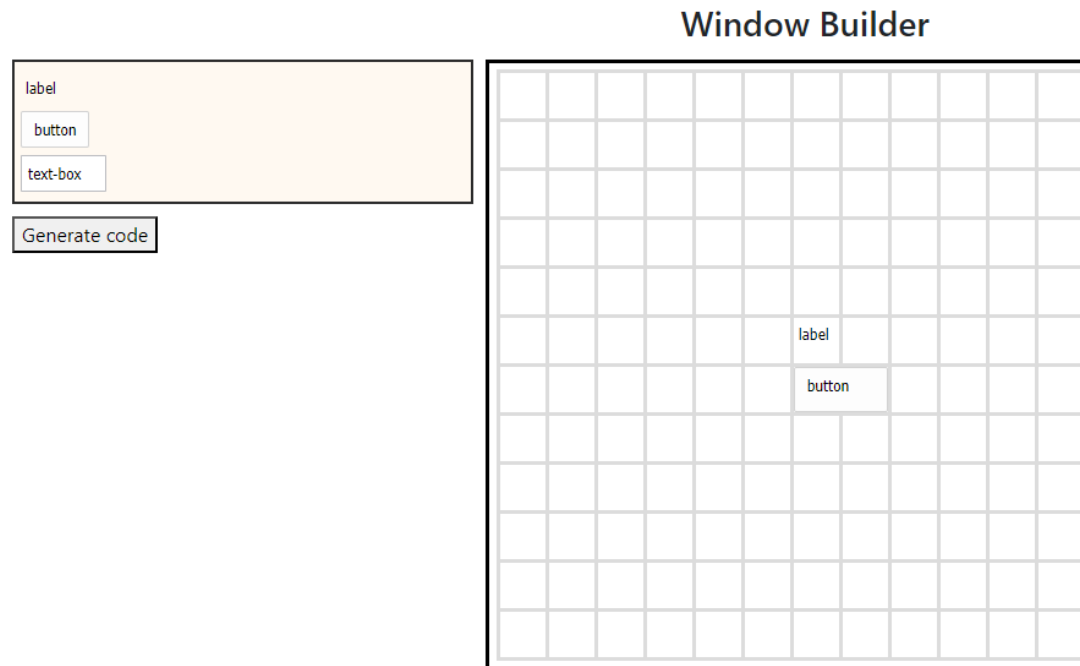 Window Builder
label
button
text-box
Generate code
label
button